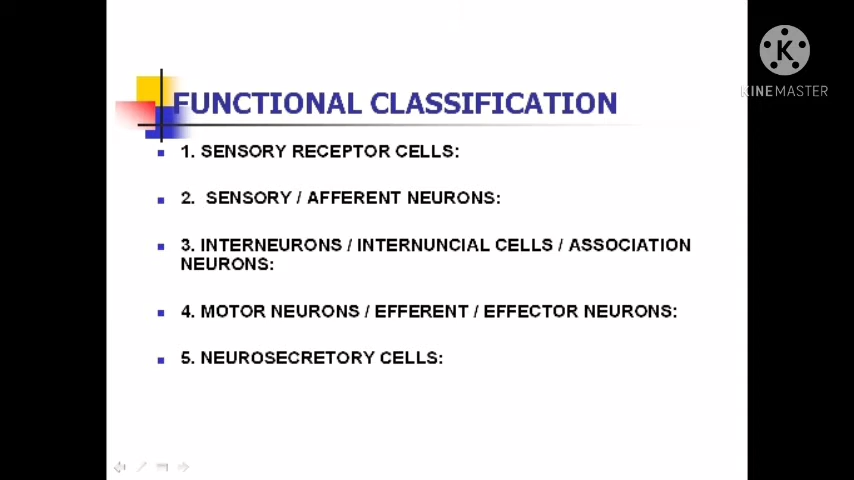 K
KINEMASTER
FUNCTIONAL CLASSIFICATION
1. SENSORY RECEPTOR CELLS:
2. SENSORY / AFFERENT NEURONS:
3. INTERNEURONS / INTERNUNCIAL CELLS / ASSOCIATION
NEURONS:
4. MOTOR NEURONS / EFFERENT / EFFECTOR NEURONS:
5. NEUROSECRETORY CELLS: